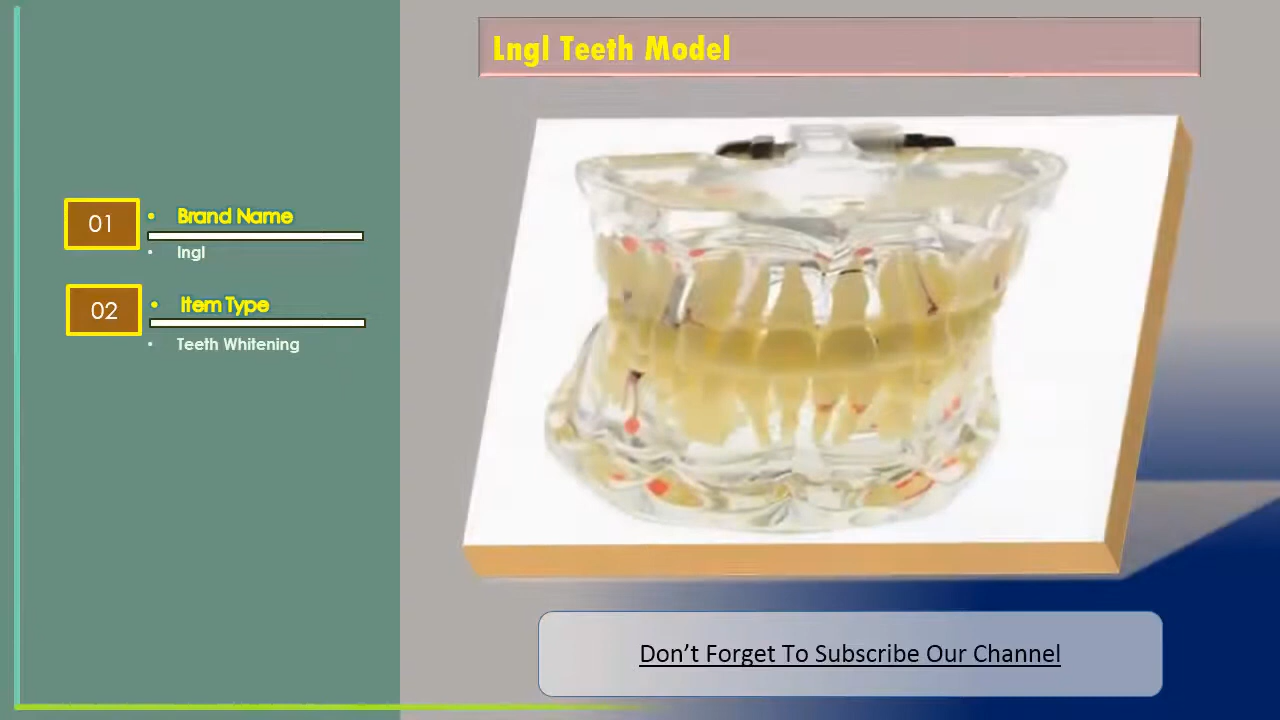 Lngl Teeth Model
01
• Brand Name
• lngl
02
• Item Type
• Teeth Whitening
Don't Forget To Subscribe Our Channel